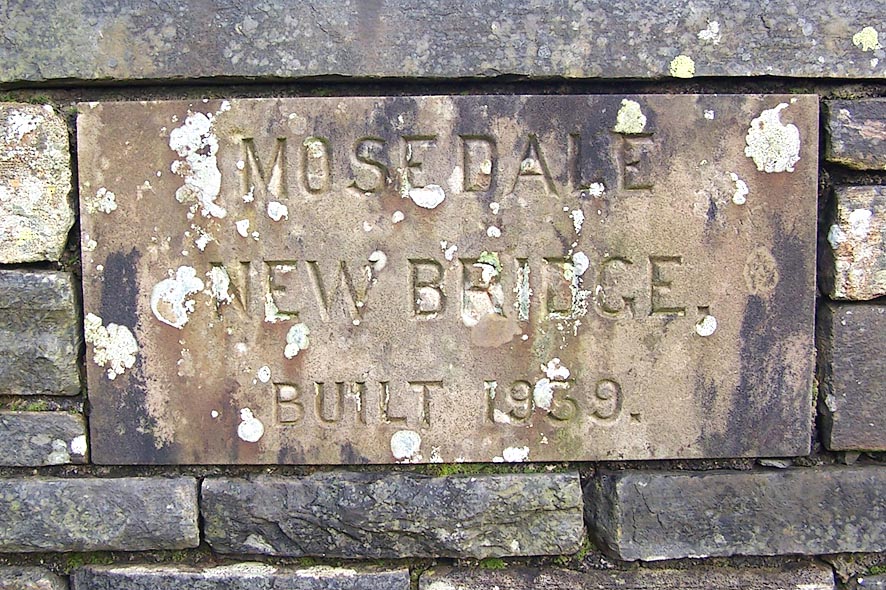 MOSEDALE
NEW BRIDGE.
BUILT 1939.